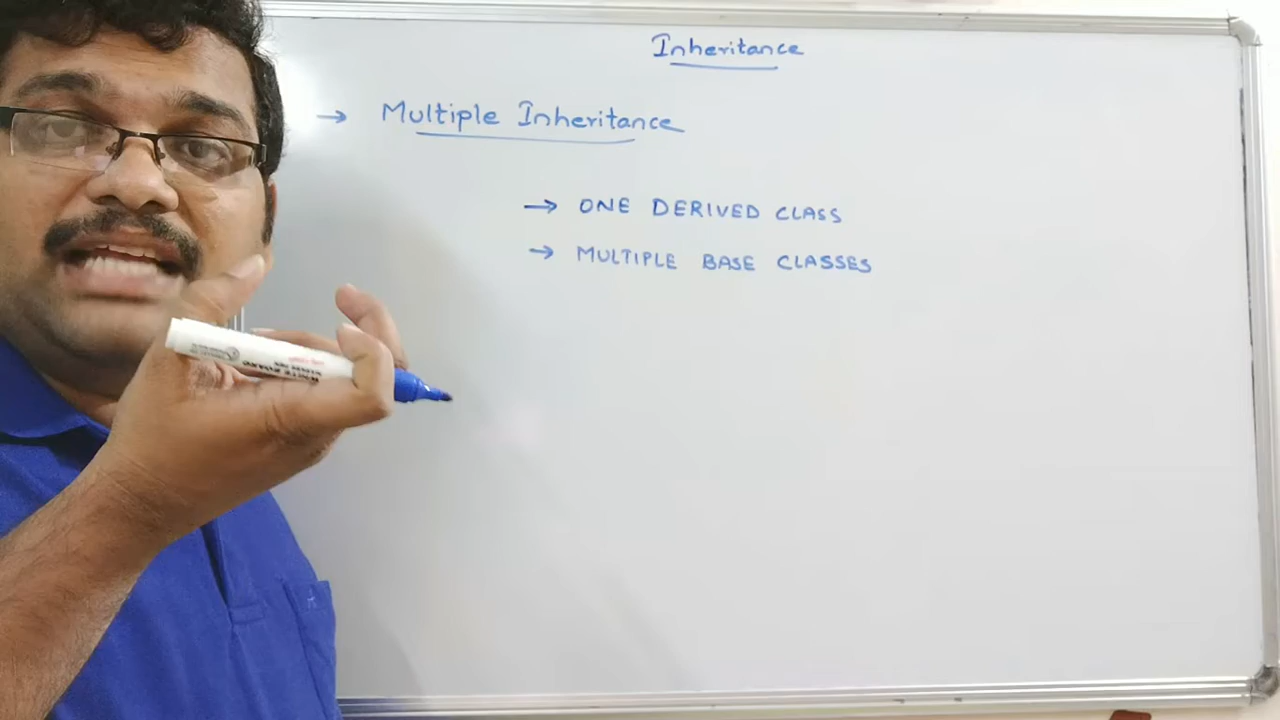 Inheritance
→ Multiple Inheritance
→ ONE DERIVED CLASS
→ MULTIPLE BASE CLASSES